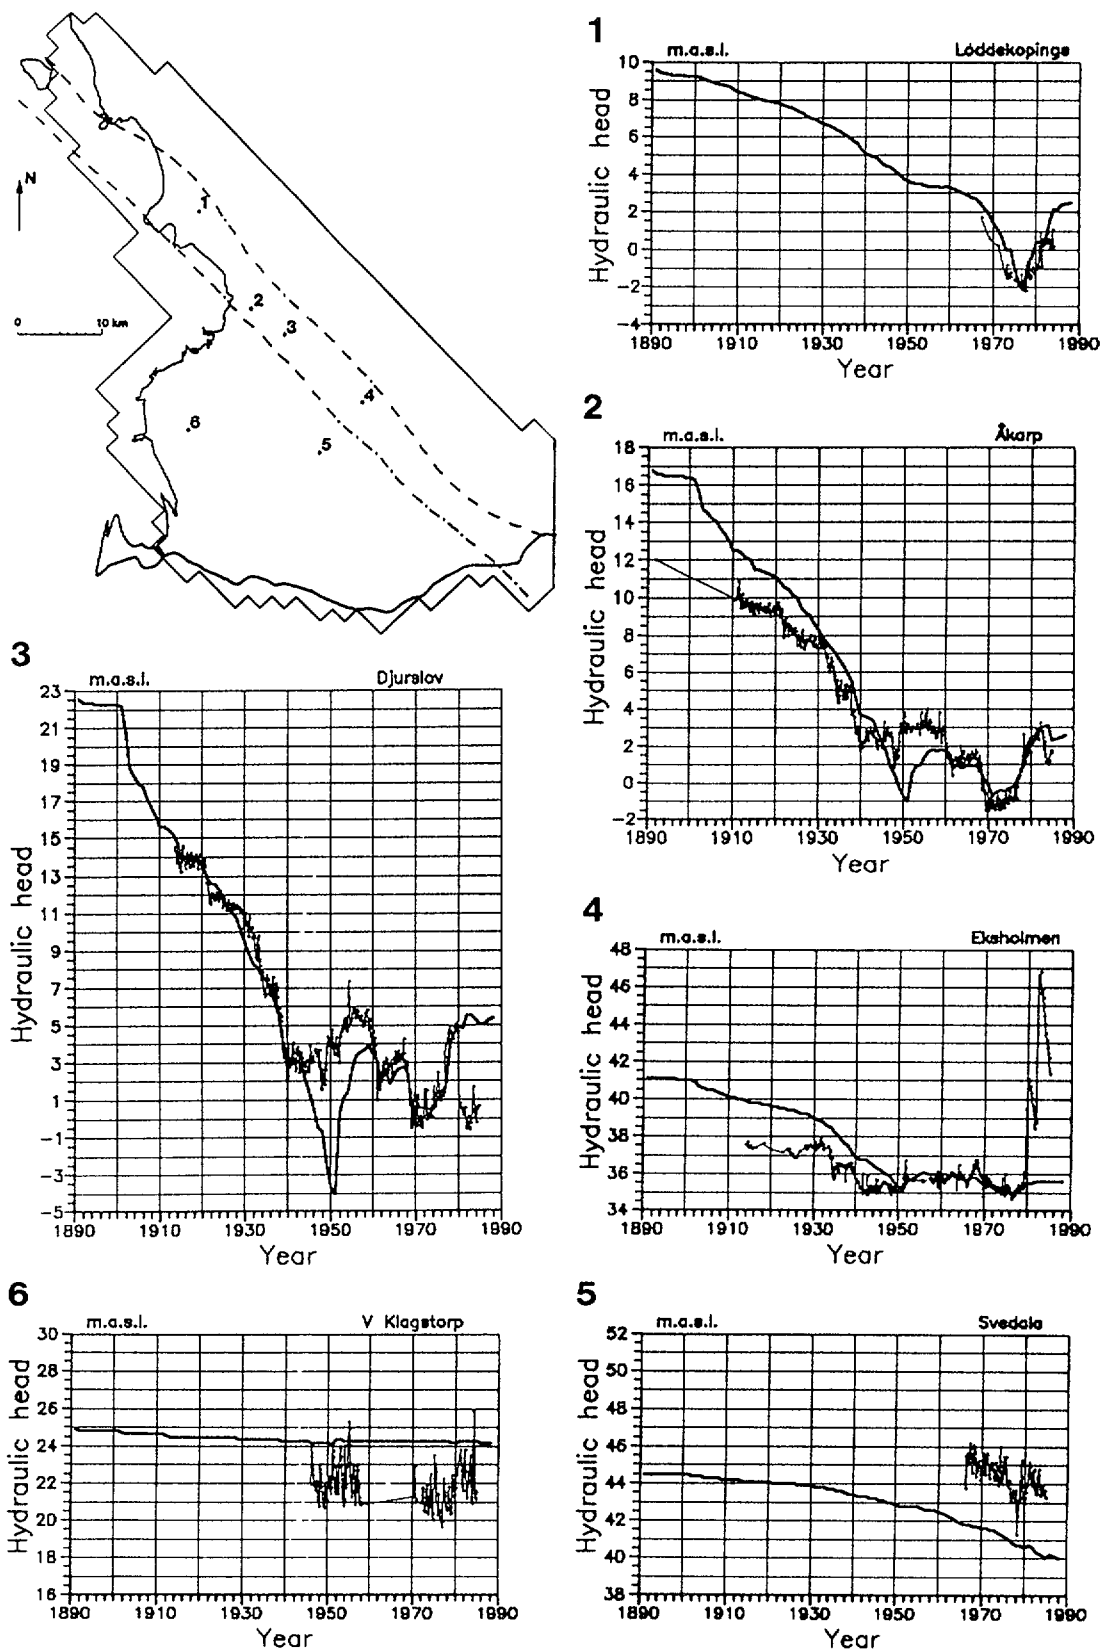 N
0 10 km
1
2
3
4
5
6
1
m.a.s.l. Löddekopinge
Hydraulic head
10
8
6
4
2
0
-2
-4
1890 1910 1930 1950 1970 1990
Year
2
m.a.s.l. Åkarp
Hydraulic head
18
16
14
12
10
8
6
4
2
0
-2
1890 1910 1930 1950 1970 1990
Year
3
m.a.s.l. Djurslov
Hydraulic head
23
21
19
17
15
13
11
9
7
5
3
1
-1
-3
-5
1890 1910 1930 1950 1970 1990
Year
4
m.a.s.l. Eksholmen
Hydraulic head
48
46
44
42
40
38
36
34
1890 1910 1930 1950 1970 1990
Year
6
m.a.s.l. V Klagstorp
Hydraulic head
30
28
26
24
22
20
18
16
1890 1910 1930 1950 1970 1990
Year
5
m.a.s.l. Svedala
Hydraulic head
52
50
48
46
44
42
40
38
1890 1910 1930 1950 1970 1990
Year